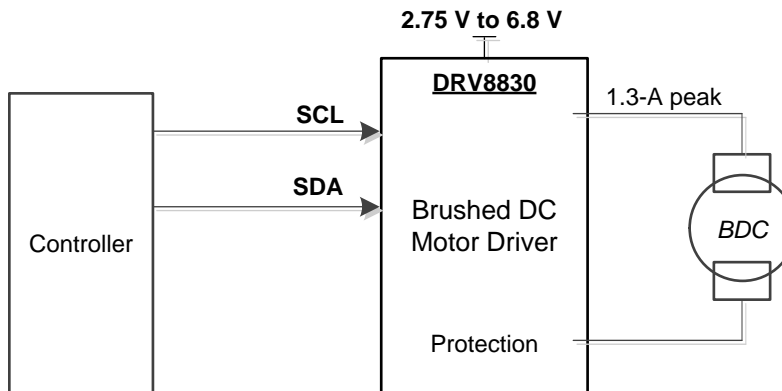 2.75 V to 6.8 V
DRV8830
1.3-A peak
SCL
SDA
Controller
Brushed DC
Motor Driver
BDC
Protection